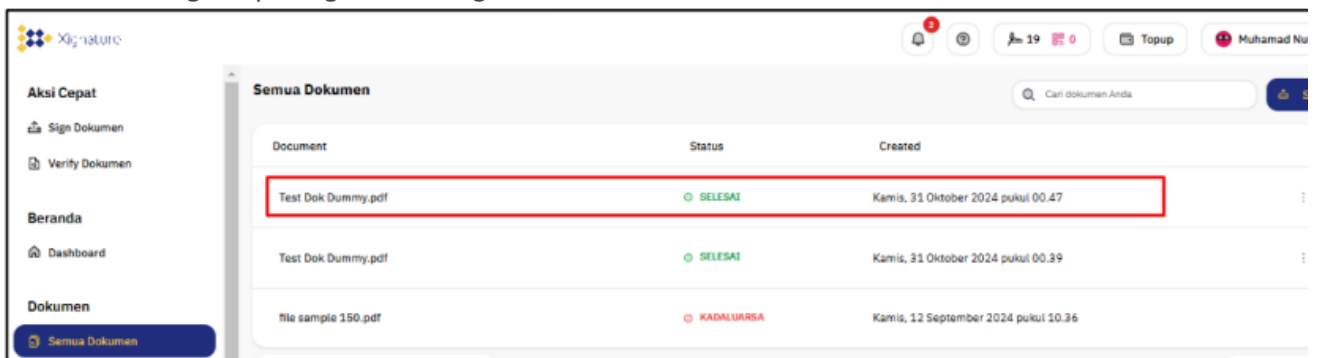 Xignature
2
19 0
Topup
Muhamad Nu
Aksi Cepat
Sign Dokumen
Verify Dokumen
Beranda
Dashboard
Dokumen
Semua Dokumen
Semua Dokumen
Cari dokumen Anda
S
Document Status Created
Test Dok Dummy.pdf SELESAI Kamis, 31 Oktober 2024 pukul 00.47
Test Dok Dummy.pdf SELESAI Kamis, 31 Oktober 2024 pukul 00.39
file sample 150.pdf KADALUARSA Kamis, 12 September 2024 pukul 10.36